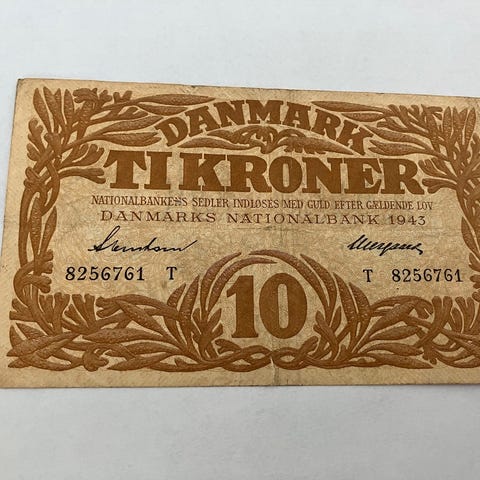 DANMARK
TI KRONER
NATIONALBANKENS SEDLER INDLØSES MED GULD EFTER GÆLDENDE LOV
DANMARKS NATIONALBANK 1943
8256761 T T 8256761
10